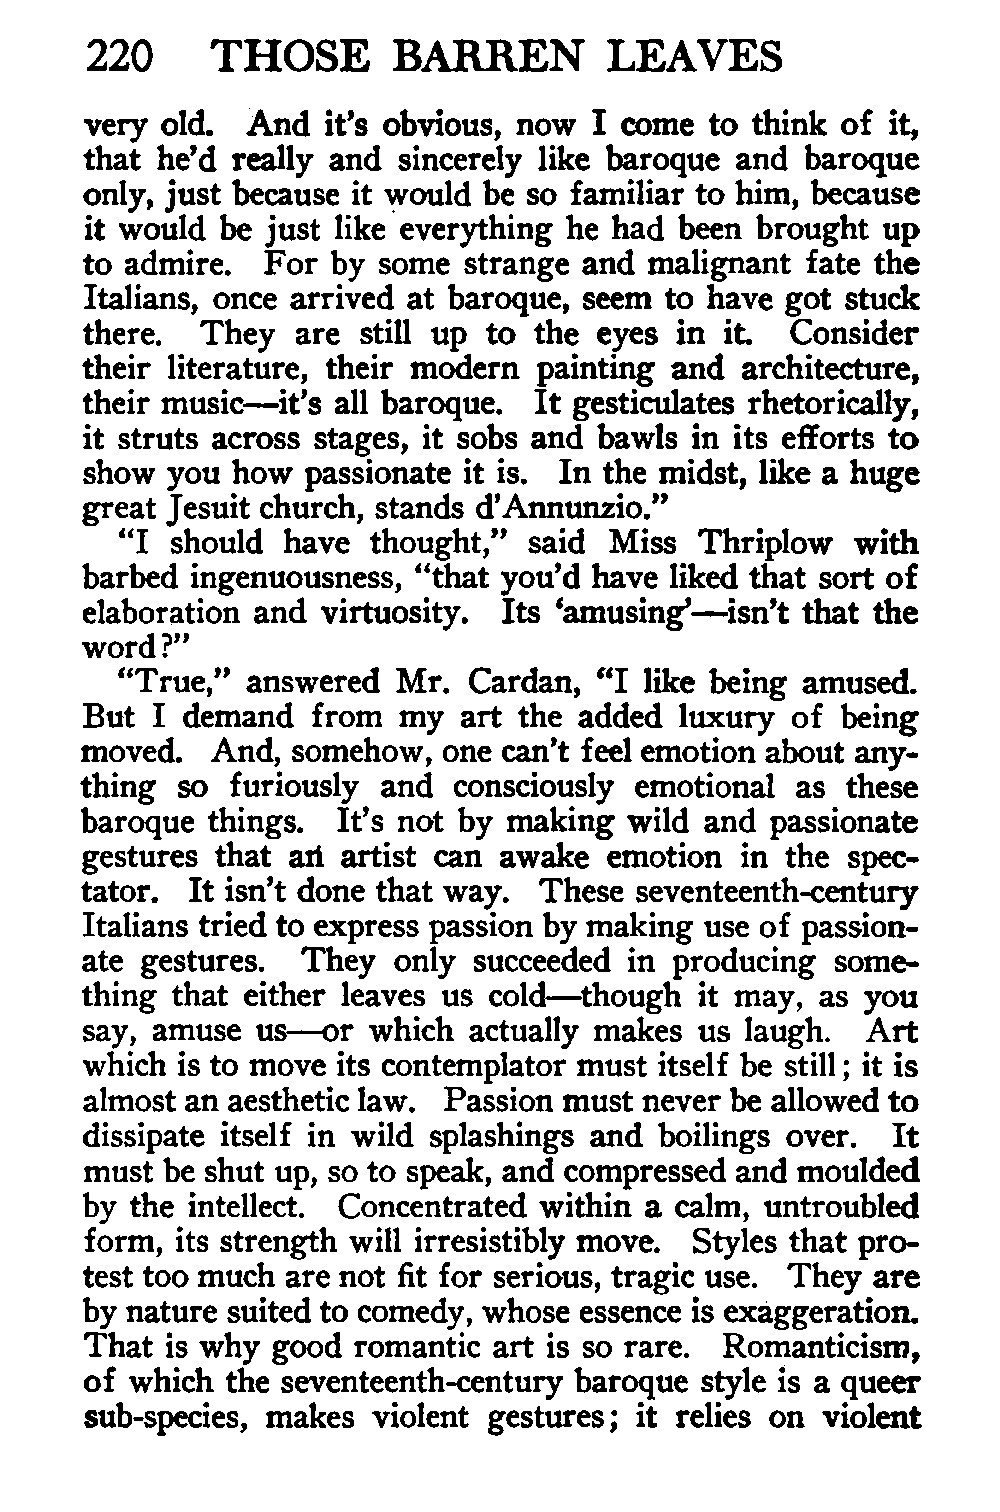 220 THOSE BARREN LEAVES
very old. And it's obvious, now I come to think of it,
that he'd really and sincerely like baroque and baroque
only, just because it would be so familiar to him, because
it would be just like everything he had been brought up
to admire. For by some strange and malignant fate the
Italians, once arrived at baroque, seem to have got stuck
there. They are still up to the eyes in it. Consider
their literature, their modern painting and architecture,
their music—it's all baroque. It gesticulates rhetorically,
it struts across stages, it sobs and bawls in its efforts to
show you how passionate it is. In the midst, like a huge
great Jesuit church, stands d'Annunzio."
"I should have thought," said Miss Thriplow with
barbed ingenuousness, "that you'd have liked that sort of
elaboration and virtuosity. Its 'amusing'—isn't that the
word?"
"True," answered Mr. Cardan, "I like being amused.
But I demand from my art the added luxury of being
moved. And, somehow, one can't feel emotion about any-
thing so furiously and consciously emotional as these
baroque things. It's not by making wild and passionate
gestures that an artist can awake emotion in the spec-
tator. It isn't done that way. These seventeenth-century
Italians tried to express passion by making use of passion-
ate gestures. They only succeeded in producing some-
thing that either leaves us cold—though it may, as you
say, amuse us—or which actually makes us laugh. Art
which is to move its contemplator must itself be still; it is
almost an aesthetic law. Passion must never be allowed to
dissipate itself in wild splashings and boilings over. It
must be shut up, so to speak, and compressed and moulded
by the intellect. Concentrated within a calm, untroubled
form, its strength will irresistibly move. Styles that pro-
test too much are not fit for serious, tragic use. They are
by nature suited to comedy, whose essence is exaggeration.
That is why good romantic art is so rare. Romanticism,
of which the seventeenth-century baroque style is a queer
sub-species, makes violent gestures; it relies on violent